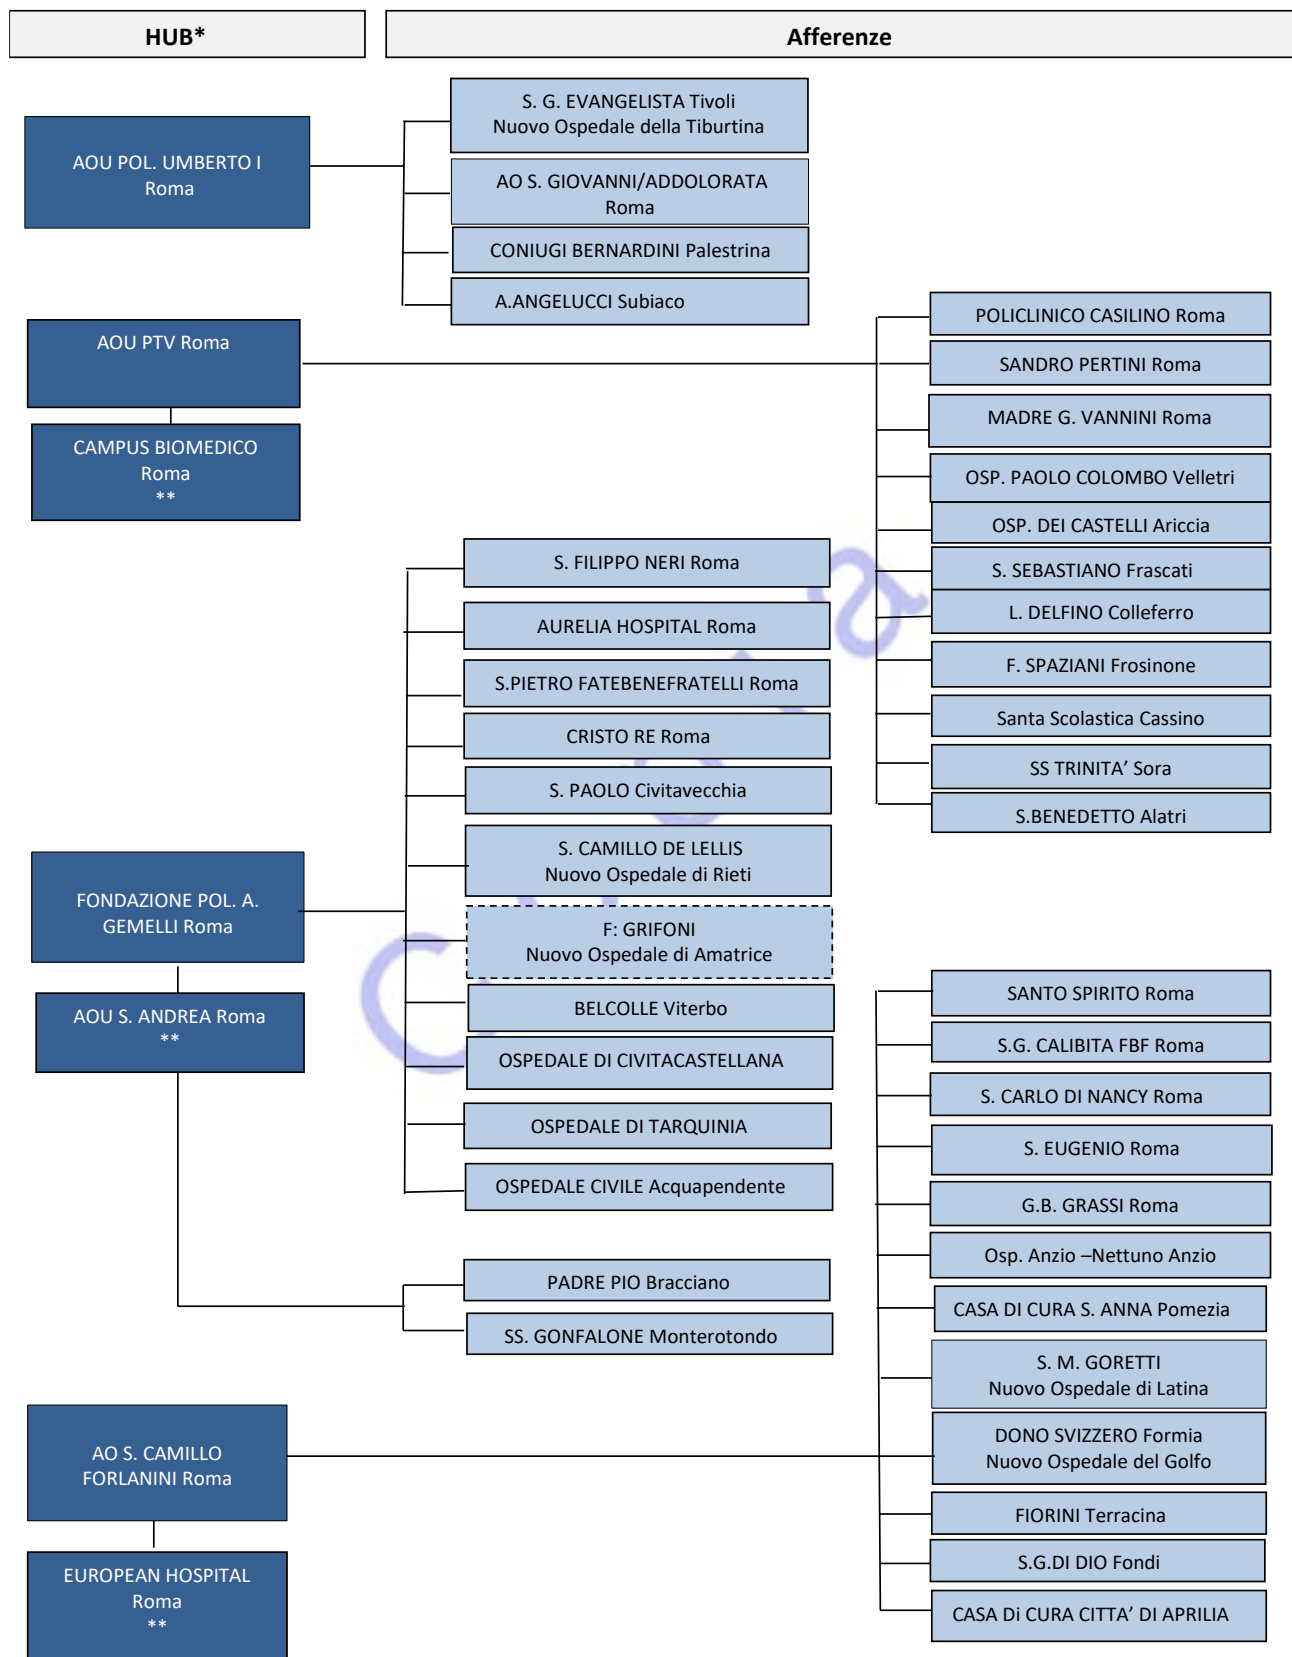 HUB*
Afferenze
AOU POL. UMBERTO I
Roma
S. G. EVANGELISTA Tivoli
Nuovo Ospedale della Tiburtina
AO S. GIOVANNI/ADDOLORATA
Roma
CONIUGI BERNARDINI Palestrina
A.ANGELUCCI Subiaco
AOU PTV Roma
CAMPUS BIOMEDICO
Roma
**
POLICLINICO CASILINO Roma
SANDRO PERTINI Roma
MADRE G. VANNINI Roma
OSP. PAOLO COLOMBO Velletri
OSP. DEI CASTELLI Ariccia
S. SEBASTIANO Frascati
L. DELFINO Colleferro
F. SPAZIANI Frosinone
Santa Scolastica Cassino
SS TRINITA’ Sora
S.BENEDETTO Alatri
FONDAZIONE POL. A.
GEMELLI Roma
AOU S. ANDREA Roma
**
S. FILIPPO NERI Roma
AURELIA HOSPITAL Roma
S.PIETRO FATEBENEFRATELLI Roma
CRISTO RE Roma
S. PAOLO Civitavecchia
S. CAMILLO DE LELLIS
Nuovo Ospedale di Rieti
F: GRIFONI
Nuovo Ospedale di Amatrice
BELCOLLE Viterbo
OSPEDALE DI CIVITACASTELLANA
OSPEDALE DI TARQUINIA
OSPEDALE CIVILE Acquapendente
PADRE PIO Bracciano
SS. GONFALONE Monterotondo
AO S. CAMILLO
FORLANINI Roma
EUROPEAN HOSPITAL
Roma
**
SANTO SPIRITO Roma
S.G. CALIBITA FBF Roma
S. CARLO DI NANCY Roma
S. EUGENIO Roma
G.B. GRASSI Roma
Osp. Anzio –Nettuno Anzio
CASA DI CURA S. ANNA Pomezia
S. M. GORETTI
Nuovo Ospedale di Latina
DONO SVIZZERO Formia
Nuovo Ospedale del Golfo
FIORINI Terracina
S.G.DI DIO Fondi
CASA Di CURA CITTA’ DI APRILIA